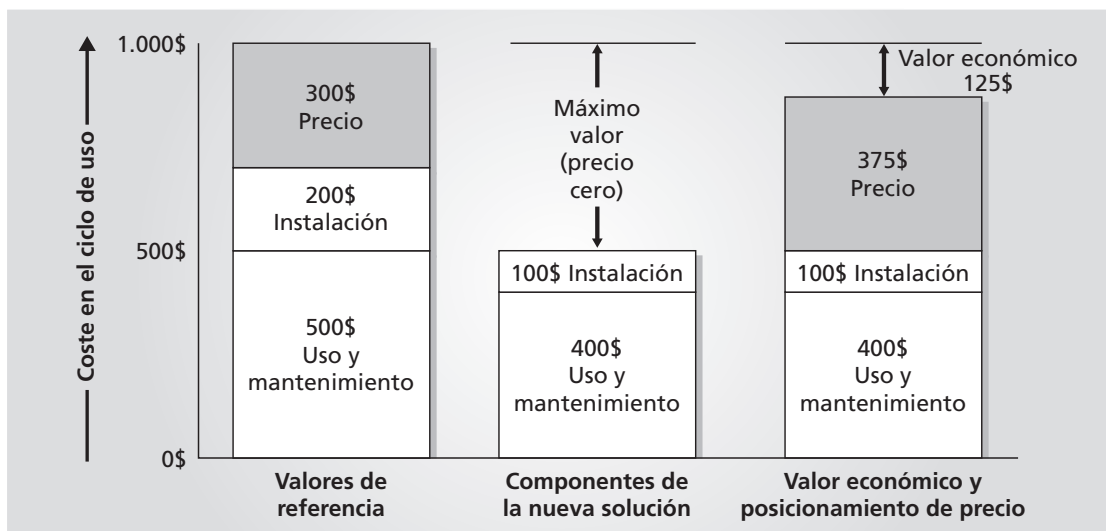 Coste en el ciclo de uso
1.000$
500$
0$
300$
Precio
200$
Instalación
500$
Uso y
mantenimiento
Valores de
referencia
Máximo
valor
(precio
cero)
100$ Instalación
400$
Uso y
mantenimiento
Componentes de
la nueva solución
Valor económico
125$
375$
Precio
100$ Instalación
400$
Uso y
mantenimiento
Valor económico y
posicionamiento de precio